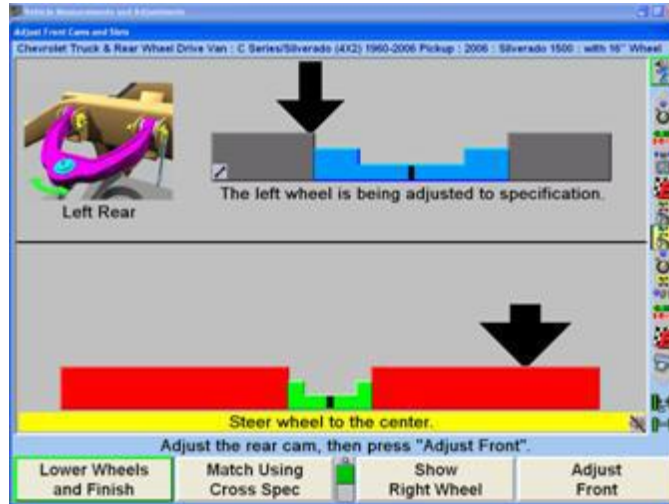 Vehicle Measurements and Adjustments
Adjust Front Cams and Slots
Chevrolet Truck & Rear Wheel Drive Van : C Series/Silverado (4X2) 1960-2006 Pickup : 2006 : Silverado 1500 : with 16" Wheel
Left Rear
The left wheel is being adjusted to specification.
Steer wheel to the center.
Adjust the rear cam, then press "Adjust Front".
Lower Wheels
and Finish
Match Using
Cross Spec
Show
Right Wheel
Adjust
Front